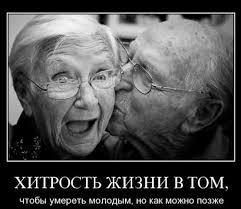 ХИТРОСТЬ ЖИЗНИ В ТОМ,
чтобы умереть молодым, но как можно позже